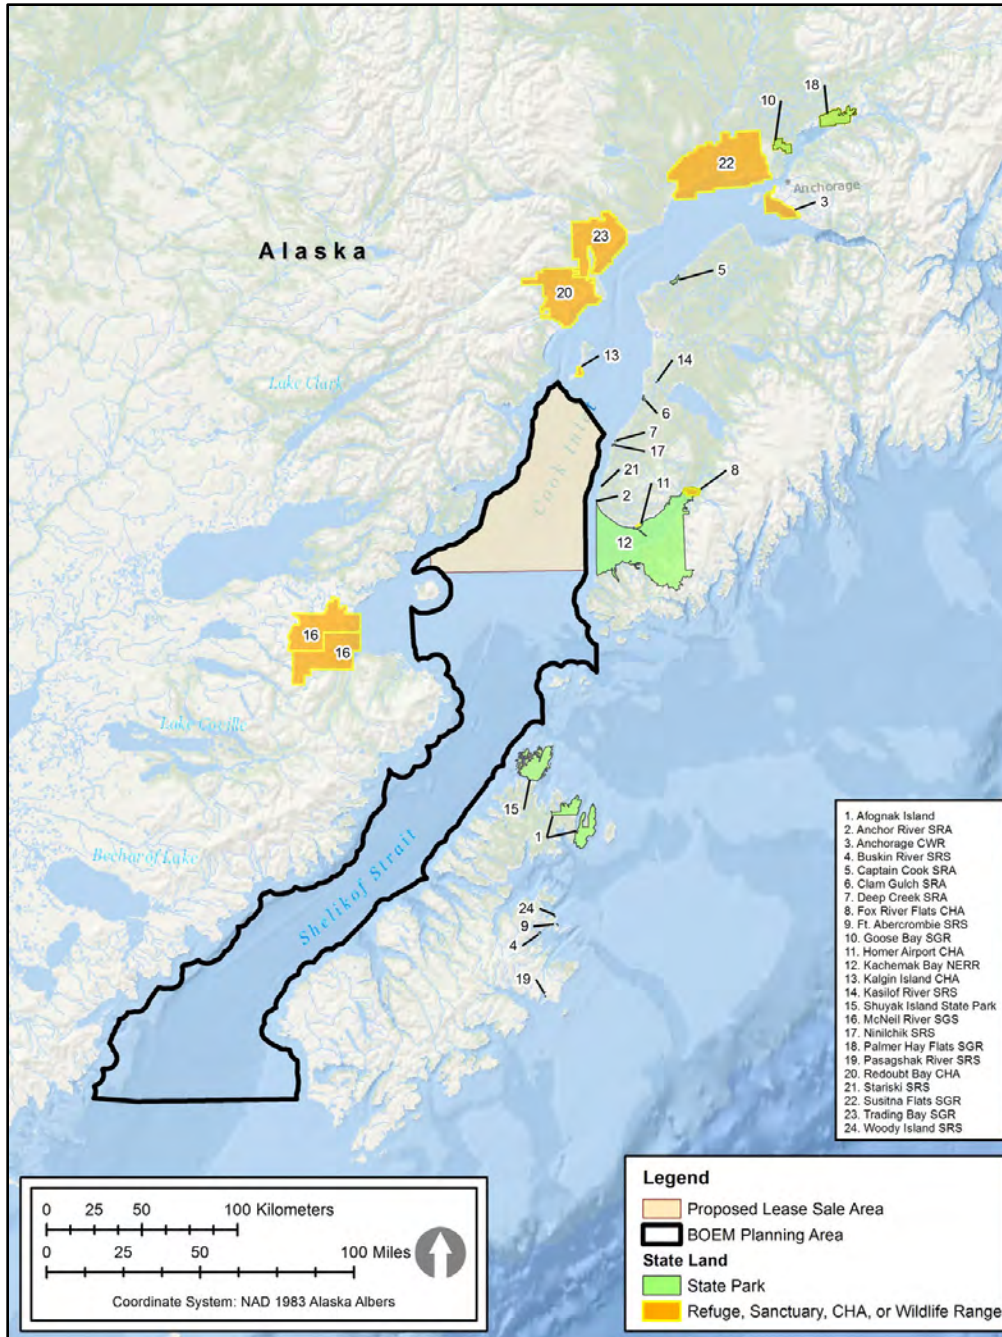 18
10
22
Anchorage
3
Alaska
23
5
20
13
14
Lake Clark
6
Cook Inlet
7
17
8
21
11
2
12
16
16
Lake Coville
15
1
Becharof Lake
Shelikof Strait
24
9
4
19
1. Afognak Island
2. Anchor River SRA
3. Anchorage CWR
4. Buskin River SRS
5. Captain Cook SRA
6. Clam Gulch SRA
7. Deep Creek SRA
8. Fox River Flats CHA
9. Ft. Abercrombie SRS
10. Goose Bay SGR
11. Homer Airport CHA
12. Kachemak Bay NERR
13. Kalgin Island CHA
14. Kasilof River SRS
15. Shuyak Island State Park
16. McNeil River SGS
17. Ninilchik SRS
18. Palmer Hay Flats SGR
19. Pasagshak River SRS
20. Redoubt Bay CHA
21. Stariski SRS
22. Susitna Flats SGR
23. Trading Bay SGR
24. Woody Island SRS
Legend
Proposed Lease Sale Area
BOEM Planning Area
State Land
State Park
Refuge, Sanctuary, CHA, or Wildlife Range
0 25 50 100 Kilometers
0 25 50 100 Miles
Coordinate System: NAD 1983 Alaska Albers